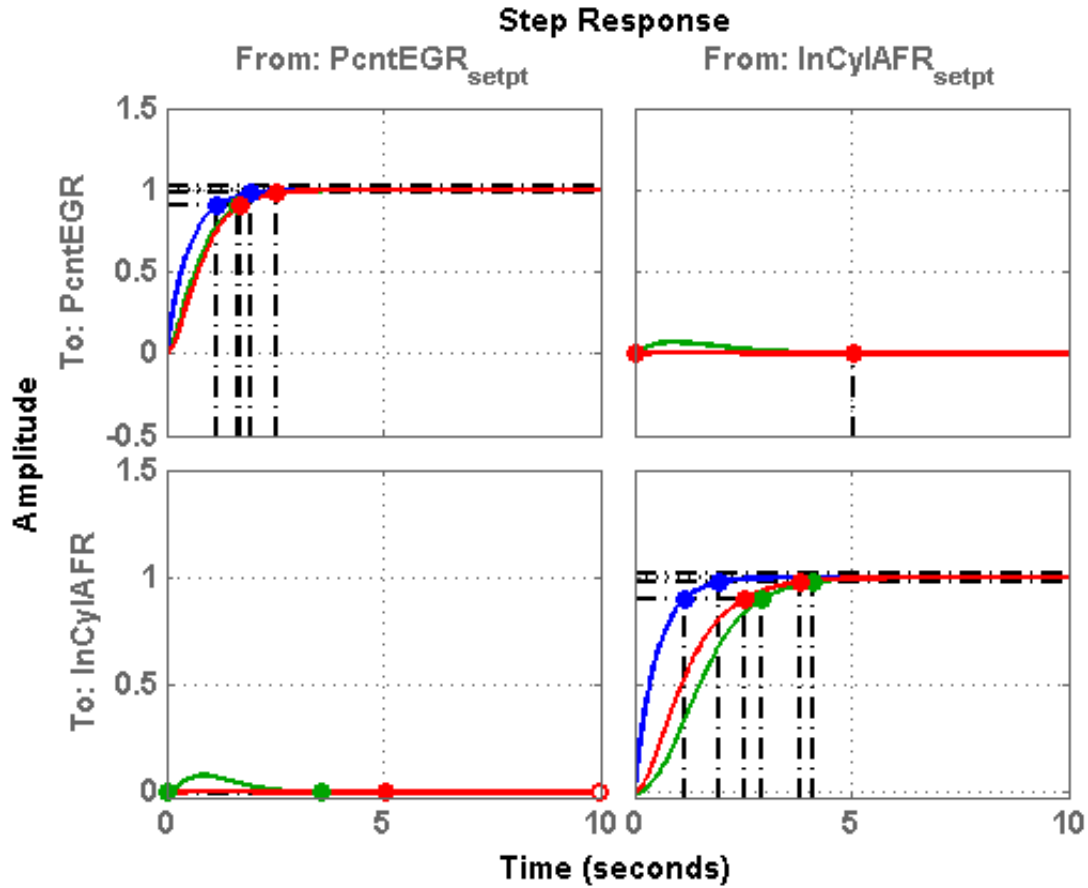 Step Response
From: PcntEGR_setpt
From: InCylAFR_setpt
Amplitude
To: PcntEGR
1.5
1
0.5
0
-0.5
To: InCylAFR
1.5
1
0.5
0
0
5
10
0
5
10
Time (seconds)